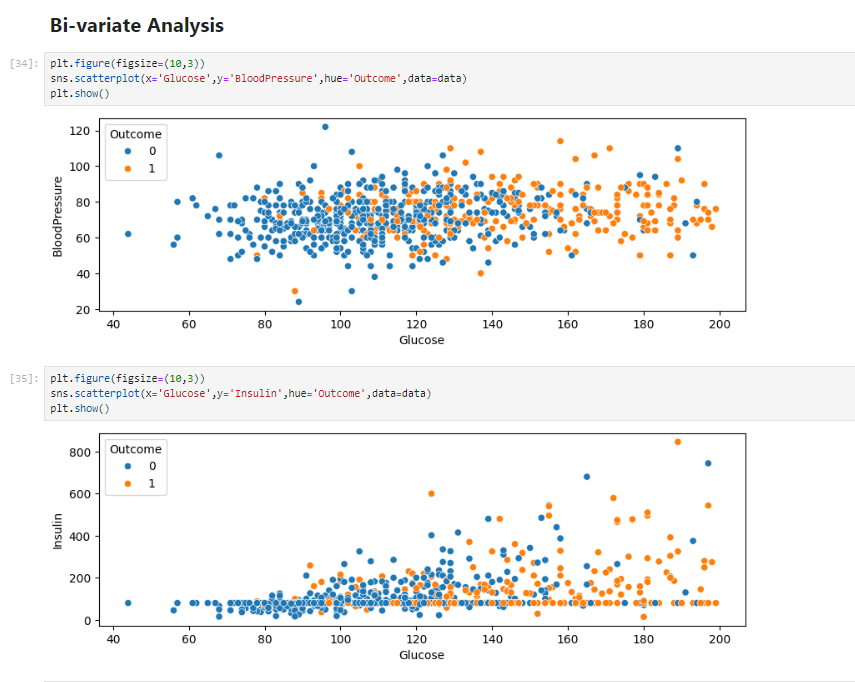 Bi-variate Analysis
[34]: plt.figure(figsize=(10,3))
sns.scatterplot(x='Glucose',y='BloodPressure',hue='Outcome',data=data)
plt.show()
Outcome
0
1
120
100
80
60
40
20
BloodPressure
40 60 80 100 120 140 160 180 200
Glucose
[35]: plt.figure(figsize=(10,3))
sns.scatterplot(x='Glucose',y='Insulin',hue='Outcome',data=data)
plt.show()
Outcome
0
1
800
600
400
200
0
Insulin
40 60 80 100 120 140 160 180 200
Glucose